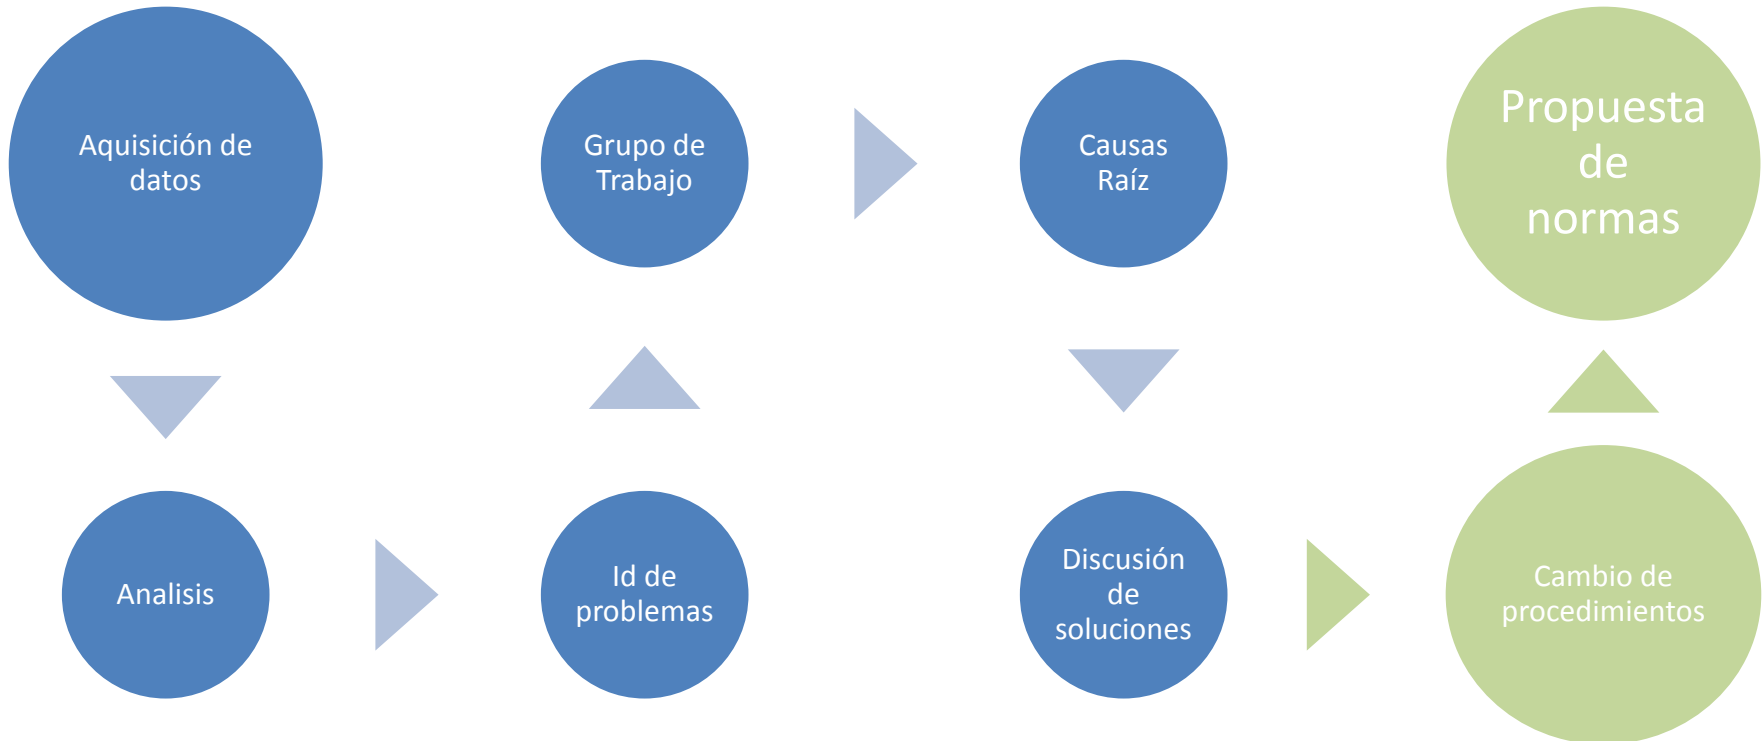 Aquisición de
datos
Analisis
Id de
problemas
Grupo de
Trabajo
Causas
Raíz
Discusión
de
soluciones
Cambio de
procedimientos
Propuesta
de
normas